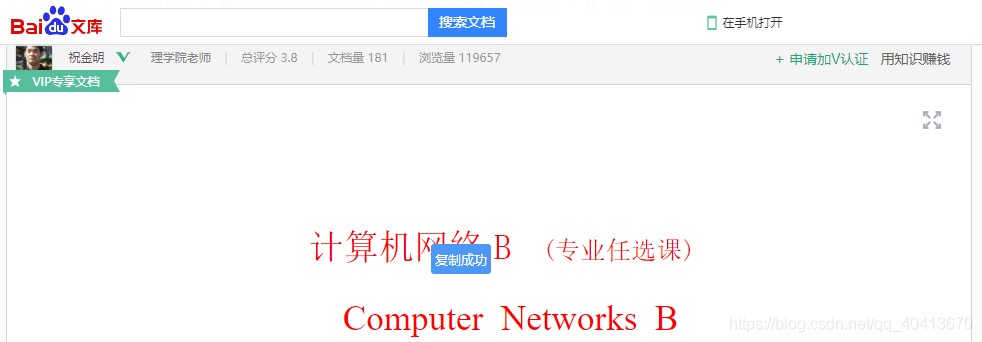 Bai du 文库 搜索文档 在手机打开
祝金明 理学院老师 | 总评分 3.8 | 文档量 181 | 浏览量 119657 + 申请加V认证 用知识赚钱
VIP专享文档
计算机网络 B (专业任选课)
复制成功
Computer Networks B
https://blog.csdn.net/qq_40413670